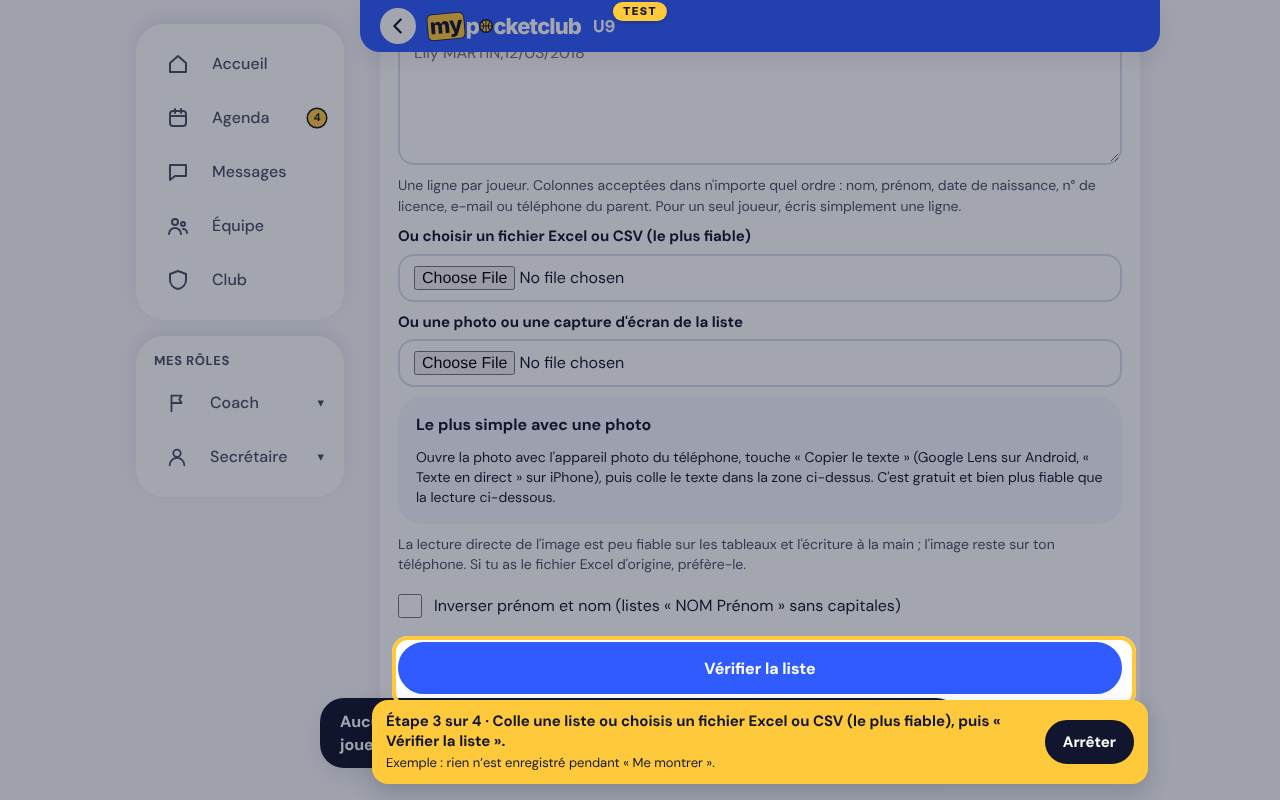 TEST
mypocketclub U9
Accueil
Agenda 4
Messages
Équipe
Club
MES RÔLES
Coach
Secrétaire
Lily MARTIN,12/03/2018
Une ligne par joueur. Colonnes acceptées dans n'importe quel ordre : nom, prénom, date de naissance, n° de
licence, e-mail ou téléphone du parent. Pour un seul joueur, écris simplement une ligne.
Ou choisir un fichier Excel ou CSV (le plus fiable)
Choose File No file chosen
Ou une photo ou une capture d'écran de la liste
Choose File No file chosen
Le plus simple avec une photo
Ouvre la photo avec l'appareil photo du téléphone, touche « Copier le texte » (Google Lens sur Android, «
Texte en direct » sur iPhone), puis colle le texte dans la zone ci-dessus. C'est gratuit et bien plus fiable que
la lecture ci-dessous.
La lecture directe de l'image est peu fiable sur les tableaux et l'écriture à la main ; l'image reste sur ton
téléphone. Si tu as le fichier Excel d'origine, préfère-le.
Inverser prénom et nom (listes « NOM Prénom » sans capitales)
Vérifier la liste
Étape 3 sur 4 · Colle une liste ou choisis un fichier Excel ou CSV (le plus fiable), puis «
Vérifier la liste ».
Exemple : rien n’est enregistré pendant « Me montrer ».
Arrêter